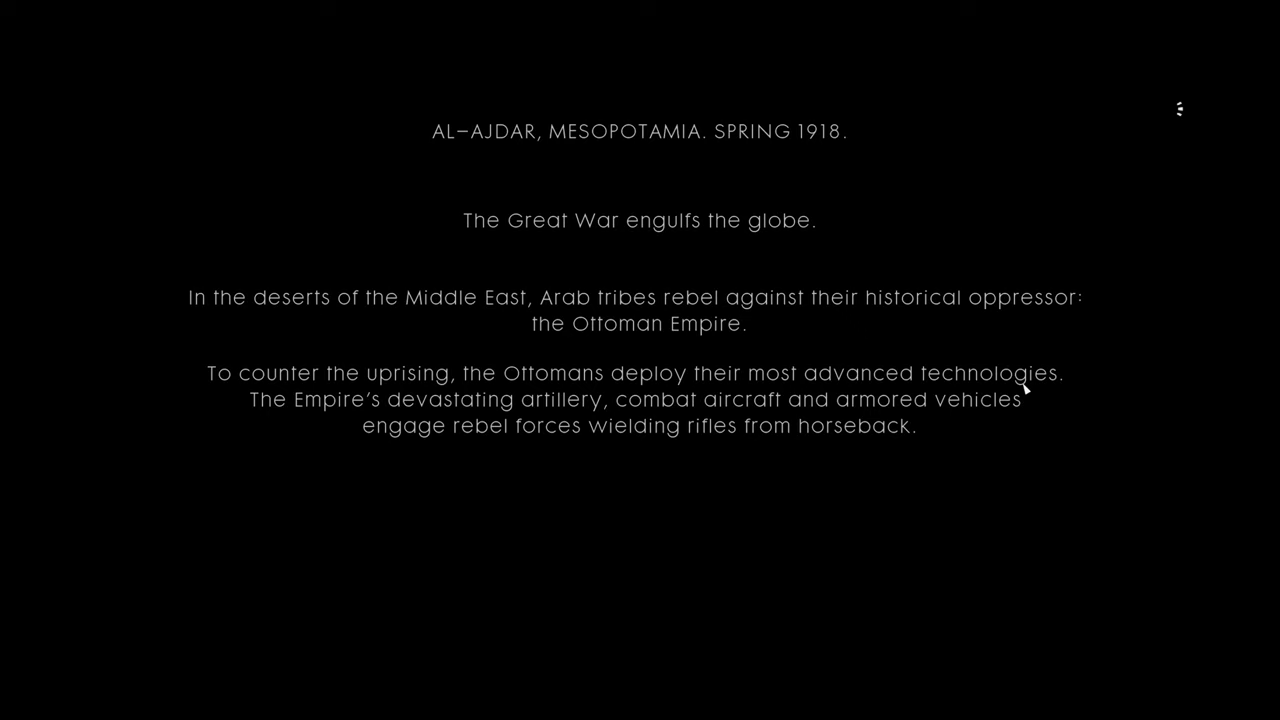 AL-AJDAR, MESOPOTAMIA. SPRING 1918.
The Great War engulfs the globe.
In the deserts of the Middle East, Arab tribes rebel against their historical oppressor:
the Ottoman Empire.
To counter the uprising, the Ottomans deploy their most advanced technologies.
The Empire's devastating artillery, combat aircraft and armored vehicles
engage rebel forces wielding rifles from horseback.